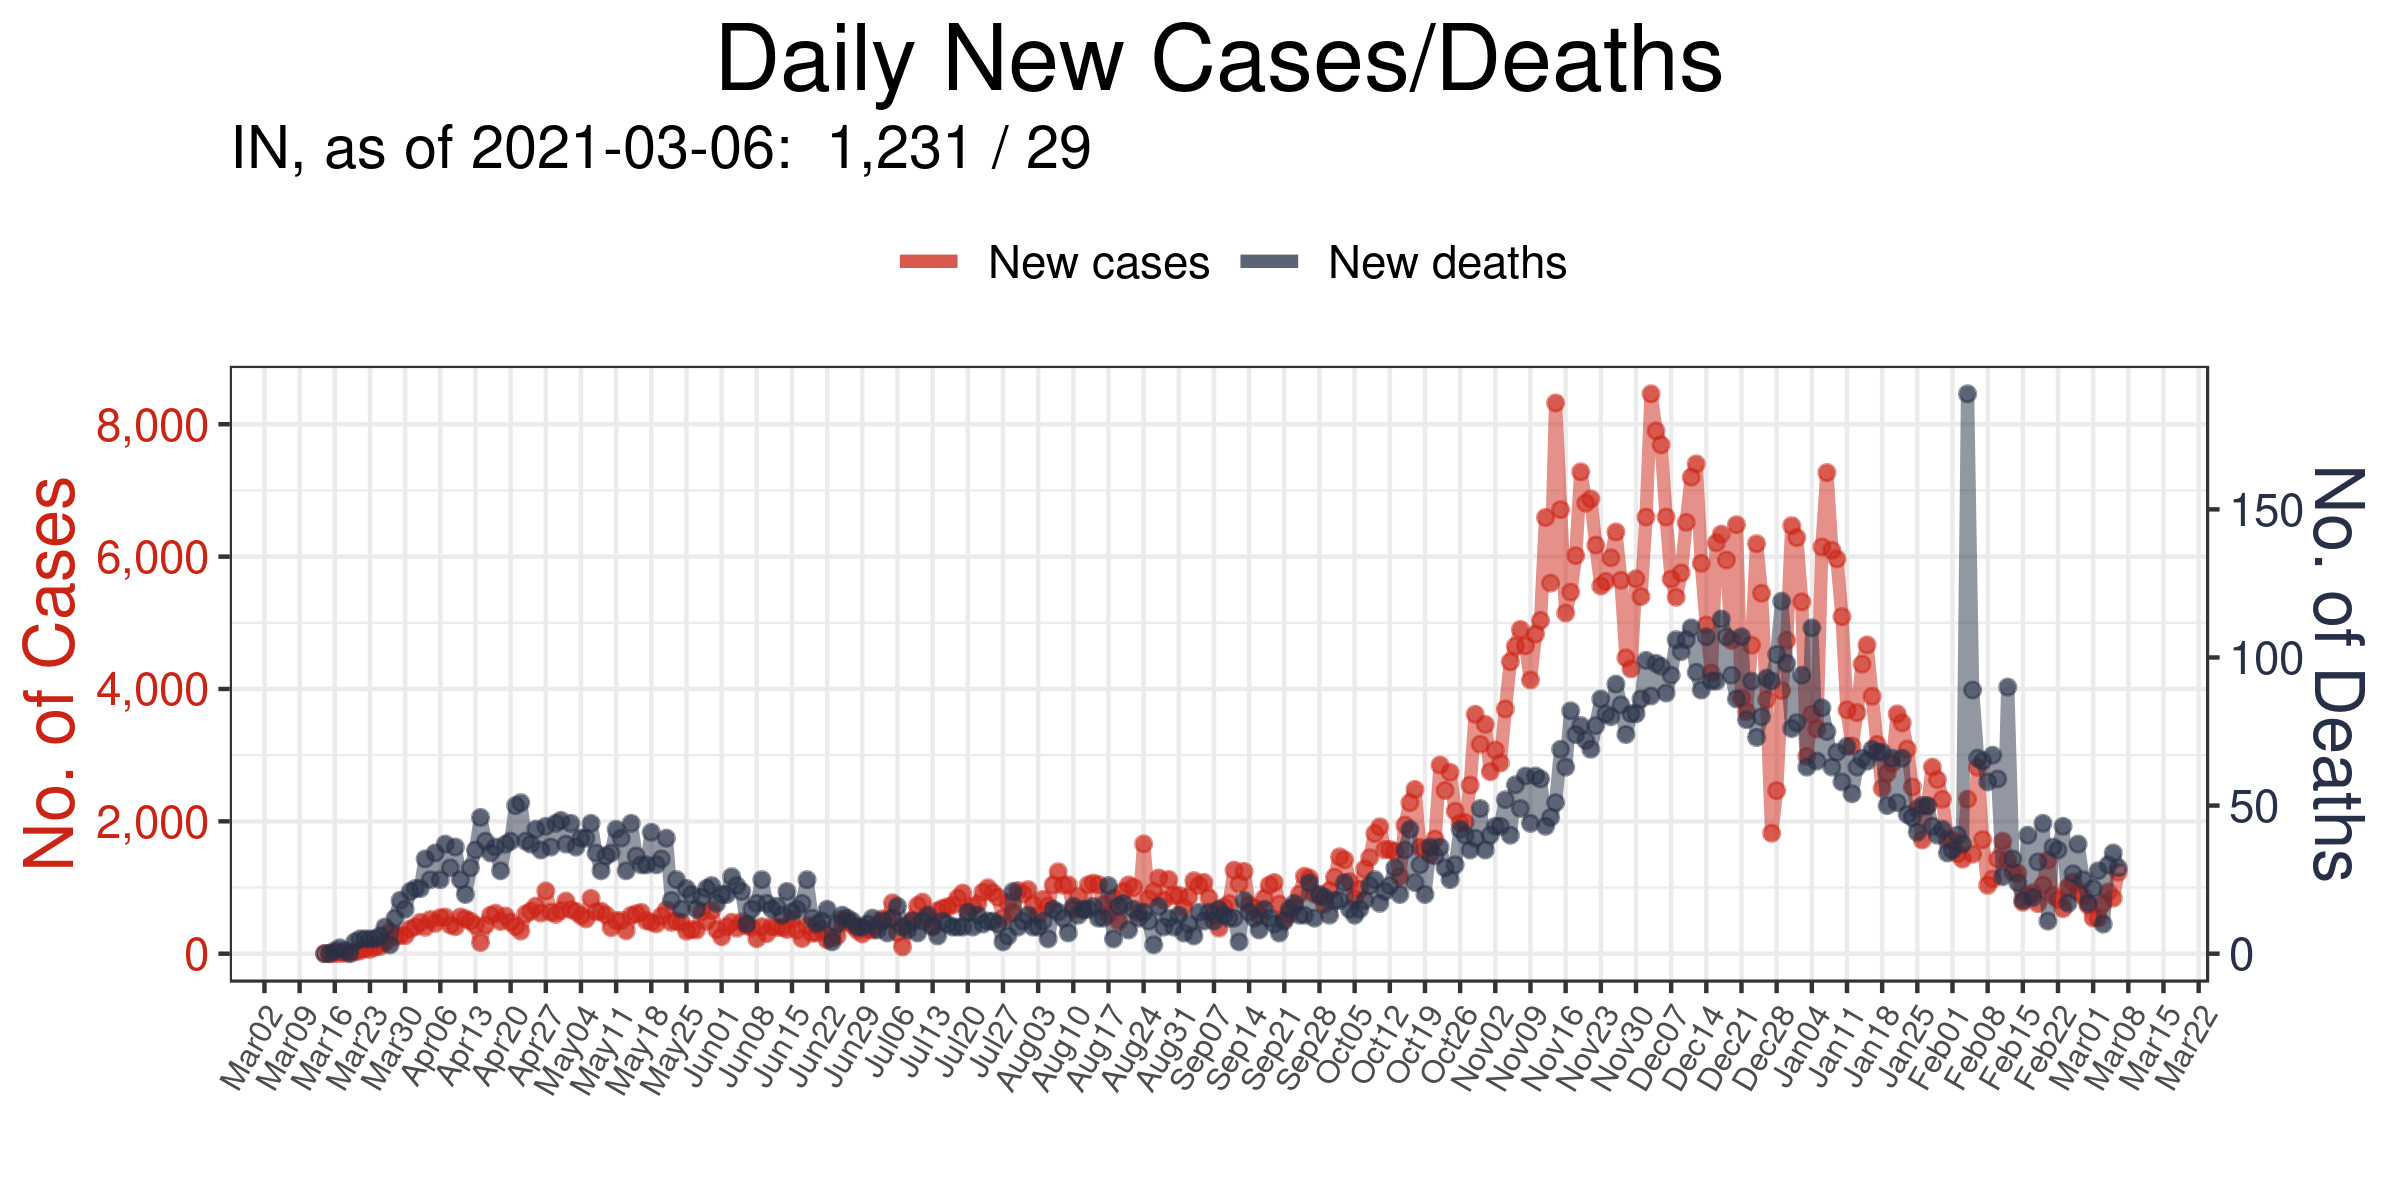 Daily New Cases/Deaths
IN, as of 2021-03-06:  1,231 / 29
New cases
New deaths
No. of Cases
8,000
6,000
4,000
2,000
0
No. of Deaths
150
100
50
0
Mar02
Mar09
Mar16
Mar23
Mar30
Apr06
Apr13
Apr20
Apr27
May04
May11
May18
May25
Jun01
Jun08
Jun15
Jun22
Jun29
Jul06
Jul13
Jul20
Jul27
Aug03
Aug10
Aug17
Aug24
Aug31
Sep07
Sep14
Sep21
Sep28
Oct05
Oct12
Oct19
Oct26
Nov02
Nov09
Nov16
Nov23
Nov30
Dec07
Dec14
Dec21
Dec28
Dec04
Jan11
Jan18
Jan25
Feb01
Feb08
Feb15
Feb22
Mar01
Mar08
Mar15
Mar22